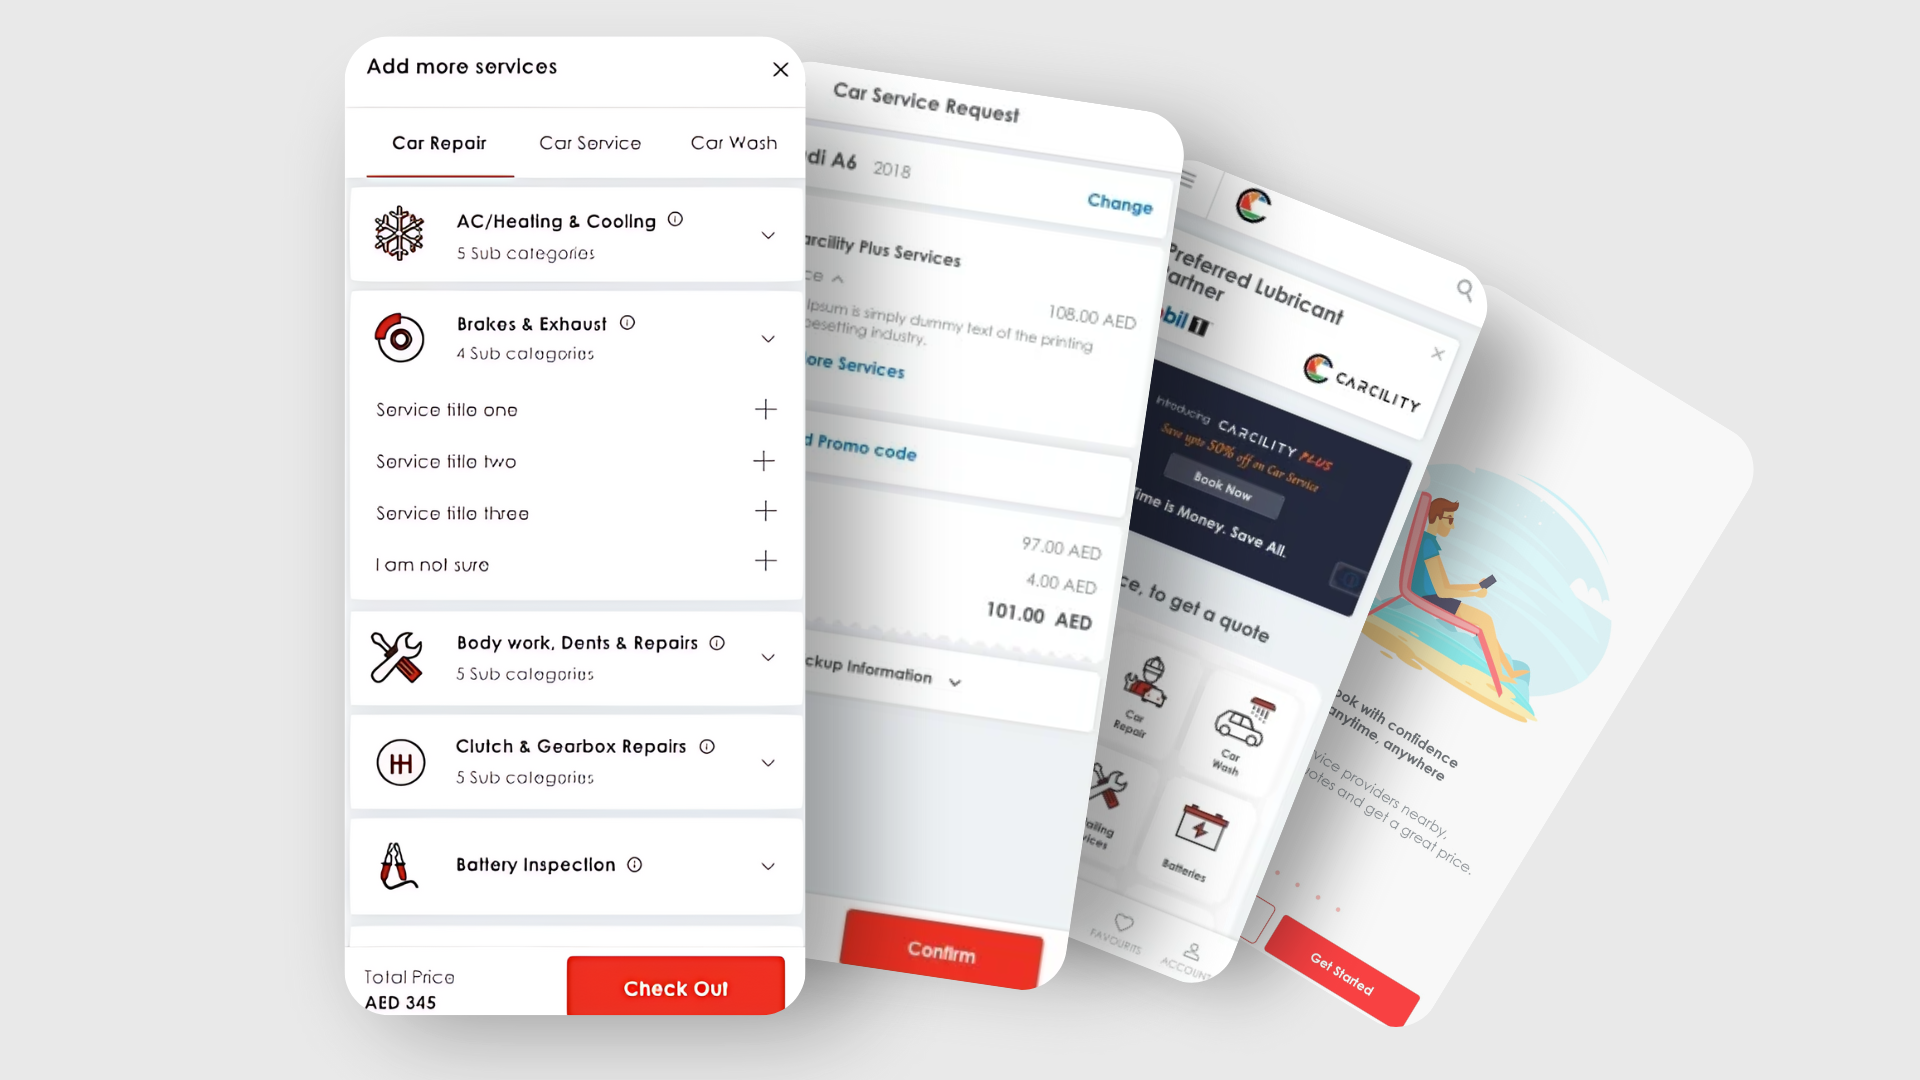 Add more services
Car Repair
Car Service
Car Wash
AC/Heating & Cooling
5 Sub categories
Brakes & Exhaust
4 Sub categories
Service title one
Service title two
Service title three
I am not sure
Body work, Dents & Repairs
5 Sub categories
Clutch & Gearbox Repairs
5 Sub categories
Battery Inspection
Total Price
AED 345
Check Out
Car Service Request
di A6 2018
Change
arcility Plus Services
ce
108.00 AED
Ipsum is simply dummy text of the printing
pesetting industry.
ore Services
d Promo code
97.00 AED
4.00 AED
101.00 AED
ckup Information
Confirm
Preferred Lubricant
artner
bil 1
CARCILITY
Introducing CARCILITY PLUS
Save upto 50% off on Car Service
Book Now
Time is Money. Save All.
ce, to get a quote
Car
Repair
Car
Wash
ailing
vices
Batteries
FAVOURITS
ACCOUNT
ook with confidence
anytime, anywhere
vice providers nearby,
otes and get a great price.
Get Started